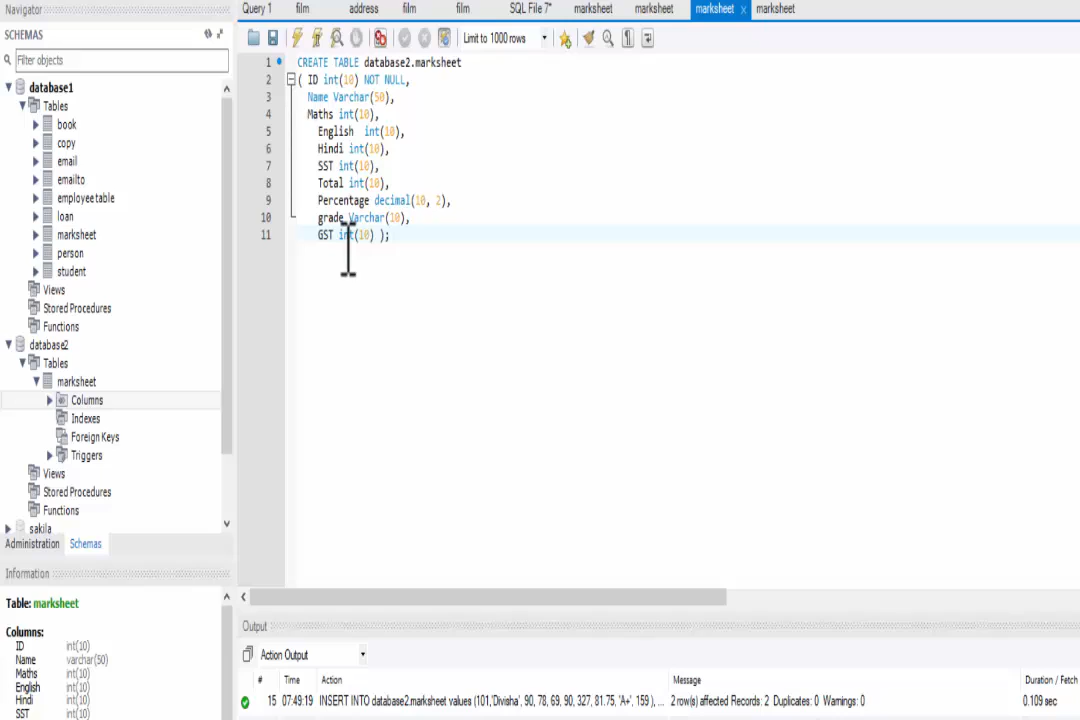 Navigator
Query 1 film address film film SQL File 7* marksheet marksheet marksheet × marksheet
SCHEMAS
Filter objects
Limit to 1000 rows
database1
Tables
book
copy
email
emailto
employeetable
loan
marksheet
person
student
Views
Stored Procedures
Functions
database2
Tables
marksheet
Columns
Indexes
Foreign Keys
Triggers
Views
Stored Procedures
Functions
sakila
Administration Schemas
Information
Table: marksheet
Columns:
ID int(10)
Name varchar(50)
Maths int(10)
English int(10)
Hindi int(10)
SST int(10)
1 CREATE TABLE database2.marksheet
2 ( ID int(10) NOT NULL,
3 Name Varchar(50),
4 Maths int(10),
5 English int(10),
6 Hindi int(10),
7 SST int(10),
8 Total int(10),
9 Percentage decimal(10, 2),
10 grade Varchar(10),
11 GST int(10) );
Output
Action Output
# Time Action Message Duration / Fetch
15 07:49:19 INSERT INTO database2.marksheet values (101,'Divisha', 90, 78, 69, 90, 327, 81.75, 'A+', 159 ), ... 2 row(s) affected Records: 2 Duplicates: 0 Warnings: 0 0.109 sec